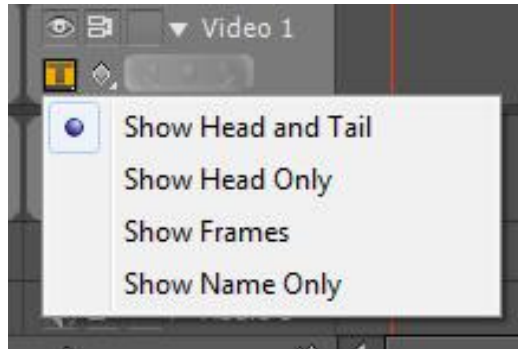 Video 1
Show Head and Tail
Show Head Only
Show Frames
Show Name Only